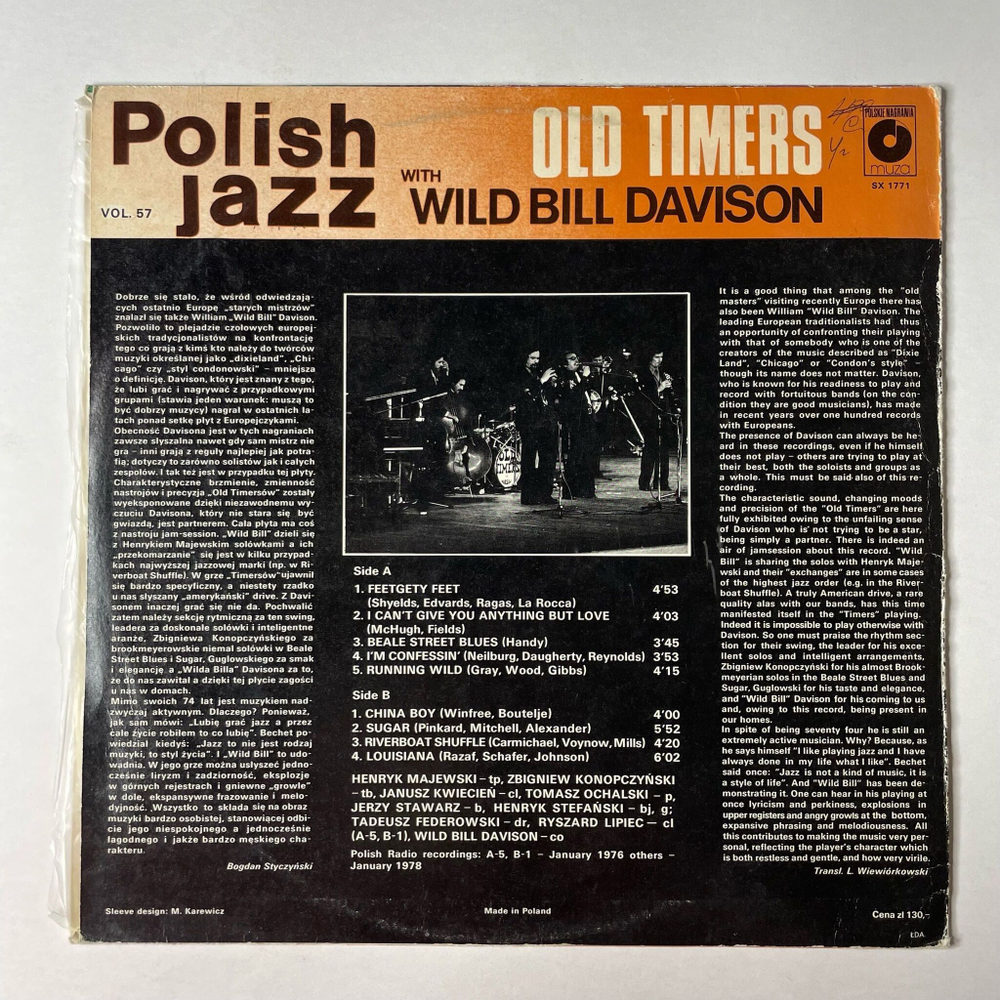 Polish
jazz
VOL. 57
WITH
OLD TIMERS
WILD BILL DAVISON
POLSKIE NAGRANIA
muza
SX 1771
Dobrze się stało, że wśród odwiedzają-
cych ostatnio Europę „starych mistrzów”
znalazł się także William „Wild Bill” Davison.
Pozwoliło to plejadzie czołowych europej-
skich tradycjonalistów na konfrontację
tego co grają z kimś kto należy do twórców
muzyki określanej jako „dixieland”, „Chi-
cago” czy „styl condonowski” – mniejsza
o definicję. Davison, który jest znany z tego,
że lubi grać i nagrywać z przypadkowymi
grupami (stawia jeden warunek: muszą to
być dobrzy muzycy) nagrał w ostatnich la-
tach ponad setkę płyt z Europejczykami.
Obecność Davisona jest w tych nagraniach
zawsze słyszalna nawet gdy sam mistrz nie
gra – inni grają z reguły najlepiej jak potra-
fią; dotyczy to zarówno solistów jak i całych
zespołów. I tak też jest w przypadku tej płyty.
Charakterystyczne brzmienie, zmienność
nastrojów i precyzja „Old Timersów” zostały
wyeksponowane dzięki niezawodnemu wy-
czuciu Davisona, który nie stara się być
gwiazdą, jest partnerem. Cała płyta ma coś
z nastroju jam-session. „Wild Bill” dzieli się
z Henrykiem Majewskim solówkami a ich
„przekomarzanie” się jest w kilku przypad-
kach najwyższej jazzowej marki (np. w Ri-
verboat Shuffle). W grze „Timersów” ujawnił
się bardzo specyficzny, a niestety rzadko
u nas słyszany „amerykański” drive. Z Davi-
sonem inaczej grać się nie da. Pochwalić
zatem należy sekcję rytmiczną za ten swing,
leadera za doskonałe solówki i inteligentne
aranże, Zbigniewa Konopczyńskiego za
brookmeyerowskie niemal solówki w Beale
Street Blues i Sugar, Guglowskiego za smak
i elegancję a „Wilda Billa” Davisona za to,
że do nas zawitał a dzięki tej płycie zagości
u nas w domach.
Mimo swoich 74 lat jest muzykiem nad-
zwyczaj aktywnym. Dlaczego? Ponieważ,
jak sam mówi: „Lubię grać jazz a przez
całe życie robiłem to co lubię”. Bechet po-
wiedział kiedyś: „Jazz to nie jest rodzaj
muzyki, to styl życia”. I „Wild Bill” to udo-
wadnia. W jego grze można usłyszeć jedno-
cześnie liryzm i zadziorność, eksplozje
w górnych rejestrach i gniewne „growle”
w dole, ekspansywne frazowanie i melo-
dyjność. Wszystko to składa się na obraz
muzyki bardzo osobistej, stanowiącej odbi-
cie jego niespokojnego a jednocześnie
łagodnego i jakże bardzo męskiego cha-
rakteru.
Bogdan Styczyński
OLD
TIMERS
Side A
1. FEETGETY FEET 4’53
(Shyelds, Edvards, Ragas, La Rocca)
2. I CAN’T GIVE YOU ANYTHING BUT LOVE 4’03
(McHugh, Fields)
3. BEALE STREET BLUES (Handy) 3’45
4. I’M CONFESSIN’ (Neilburg, Daugherty, Reynolds) 3’53
5. RUNNING WILD (Gray, Wood, Gibbs) 4’15
Side B
1. CHINA BOY (Winfree, Boutelje) 4’00
2. SUGAR (Pinkard, Mitchell, Alexander) 5’52
3. RIVERBOAT SHUFFLE (Carmichael, Voynow, Mills) 4’20
4. LOUISIANA (Razaf, Schafer, Johnson) 6’02
HENRYK MAJEWSKI – tp, ZBIGNIEW KONOPCZYŃSKI
– tb, JANUSZ KWIECIEŃ – cl, TOMASZ OCHALSKI – p,
JERZY STAWARZ – b, HENRYK STEFAŃSKI – bj, g;
TADEUSZ FEDEROWSKI – dr, RYSZARD LIPIEC — cl
(A-5, B-1), WILD BILL DAVISON – co
Polish Radio recordings: A-5, B-1 – January 1976 others –
January 1978
It is a good thing that among the "old
masters" visiting recently Europe there has
also been William "Wild Bill" Davison. The
leading European traditionalists had thus
an opportunity of confronting their playing
with that of somebody who is one of the
creators of the music described as "Dixie
Land", "Chicago" or "Condon's style" –
though its name does not matter. Davison,
who is known for his readiness to play and
record with fortuitous bands (on the con-
dition they are good musicians), has made
in recent years over one hundred records
with Europeans.
The presence of Davison can always be he-
ard in these recordings, even if he himself
does not play – others are trying to play at
their best, both the soloists and groups as
a whole. This must be said also of this re-
cording.
The characteristic sound, changing moods
and precision of the "Old Timers" are here
fully exhibited owing to the unfailing sense
of Davison who is not trying to be a star,
being simply a partner. There is indeed an
air of jamsession about this record. "Wild
Bill" is sharing the solos with Henryk Maje-
wski and their "exchanges" are in some cases
of the highest jazz order (e.g. in the River-
boat Shuffle). A truly American drive, a rare
quality alas with our bands, has this time
manifested itself in the "Timers" playing.
Indeed it is impossible to play otherwise with
Davison. So one must praise the rhythm sec-
tion for their swing, the leader for his exce-
llent solos and intelligent arrangements,
Zbigniew Konopczyński for his almost Brook-
meyerian solos in the Beale Street Blues and
Sugar, Guglowski for his taste and elegance,
and "Wild Bill" Davison for his coming to us
and, owing to this record, being present in
our homes.
In spite of being seventy four he is still an
extremely active musician. Why? Because, as
he says himself "I like playing jazz and I have
always done in my life what I like". Bechet
said once: "Jazz is not a kind of music, it is
a style of life". And "Wild Bill" has been de-
monstrating it. One can hear in his playing at
once lyricism and perkiness, explosions in
upper registers and angry growls at the bottom,
expansive phrasing and melodiousness. All
this contributes to making the music very per-
sonal, reflecting the player's character which
is both restless and gentle, and how very virile.
Transl. L. Wiewiórkowski
Sleeve design: M. Karewicz
Made in Poland
Cena zł 130,-
ŁDA